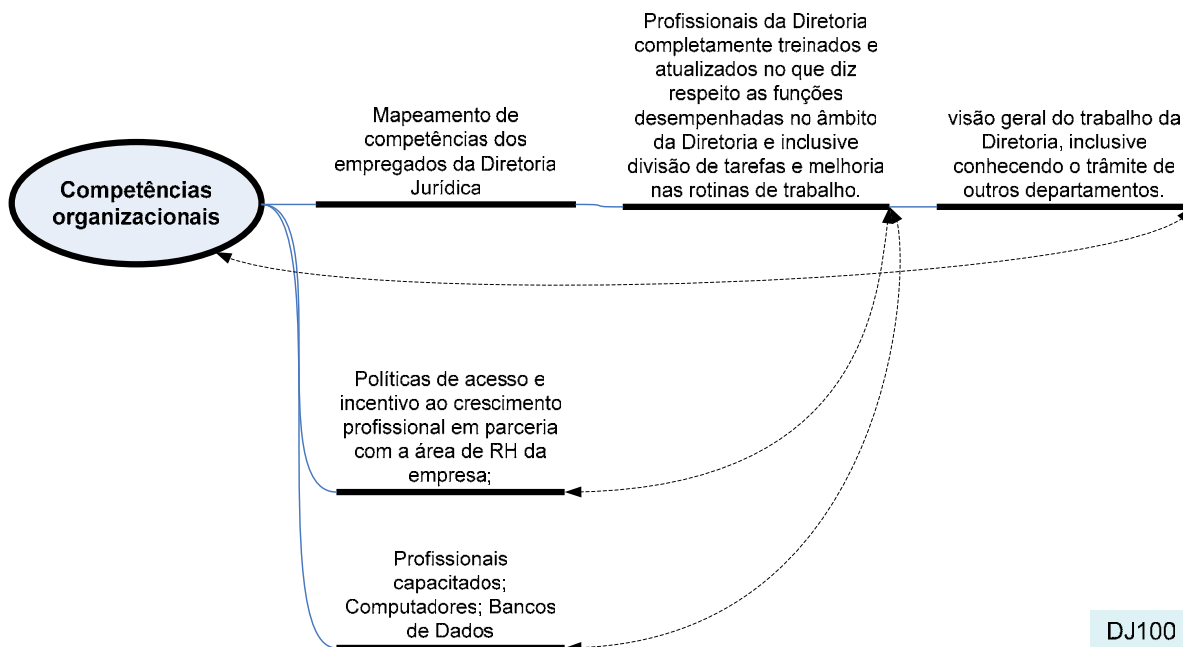 Competências
organizacionais
Mapeamento de
competências dos
empregados da Diretoria
Jurídica
Profissionais da Diretoria
completamente treinados e
atualizados no que diz
respeito as funções
desempenhadas no âmbito
da Diretoria e inclusive
divisão de tarefas e melhoria
nas rotinas de trabalho.
visão geral do trabalho da
Diretoria, inclusive
conhecendo o trâmite de
outros departamentos.
Políticas de acesso e
incentivo ao crescimento
profissional em parceria
com a área de RH da
empresa;
Profissionais
capacitados;
Computadores; Bancos
de Dados
DJ100